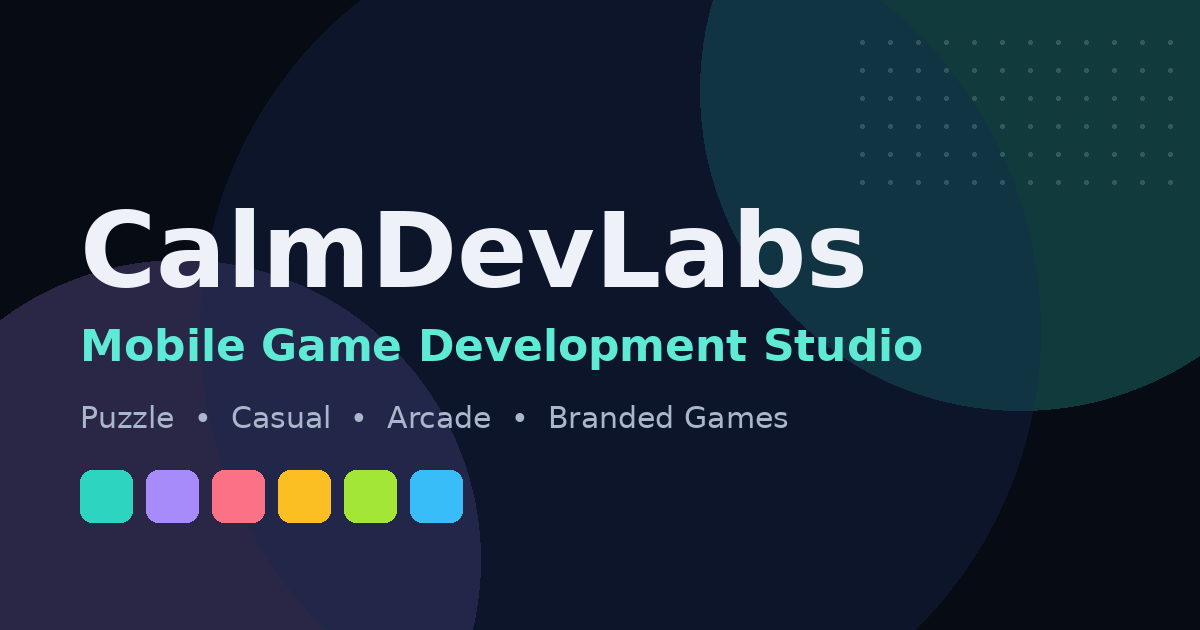 CalmDevLabs
Mobile Game Development Studio
Puzzle • Casual • Arcade • Branded Games